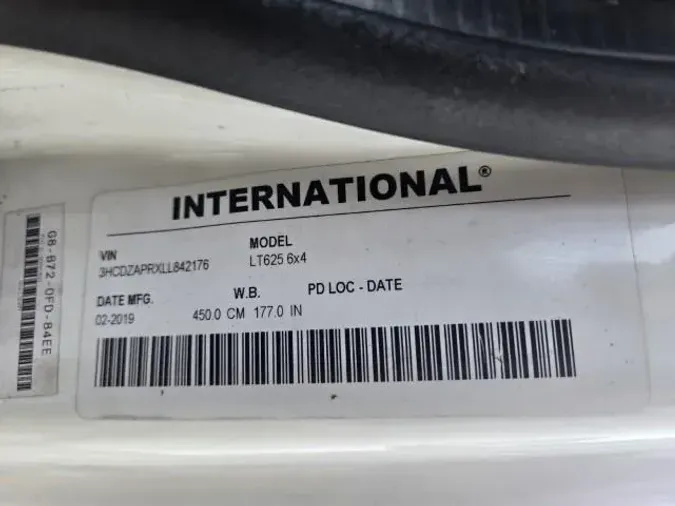 INTERNATIONAL®
VIN MODEL
3HCDZAPRXLL842176 LT625 6x4
DATE MFG. W.B. PD LOC - DATE
02-2019 450.0 CM 177.0 IN
G8-B72-0FD-84EE